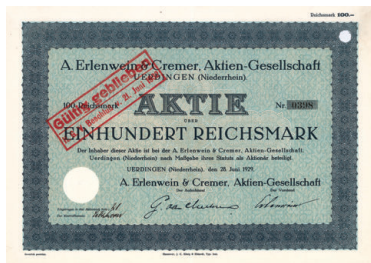 Reichsmark 100.—
A. Erlenwein & Cremer, Aktien-Gesellschaft
UERDINGEN (Niederrhein)
Gültig geblieben
21. Juni
100 Reichsmark
AKTIE
Nr. 0398
ÜBER
EINHUNDERT REICHSMARK
Der Inhaber dieser Aktie ist bei der A. Erlenwein & Cremer, Aktien-Gesellschaft
Uerdingen (Niederrhein) nach Maßgabe ihres Statuts als Aktionär beteiligt.
UERDINGEN (Niederrhein), den 28. Juni 1929.
A. Erlenwein & Cremer, Aktien-Gesellschaft
Der Aufsichtsrat
Der Vorstand